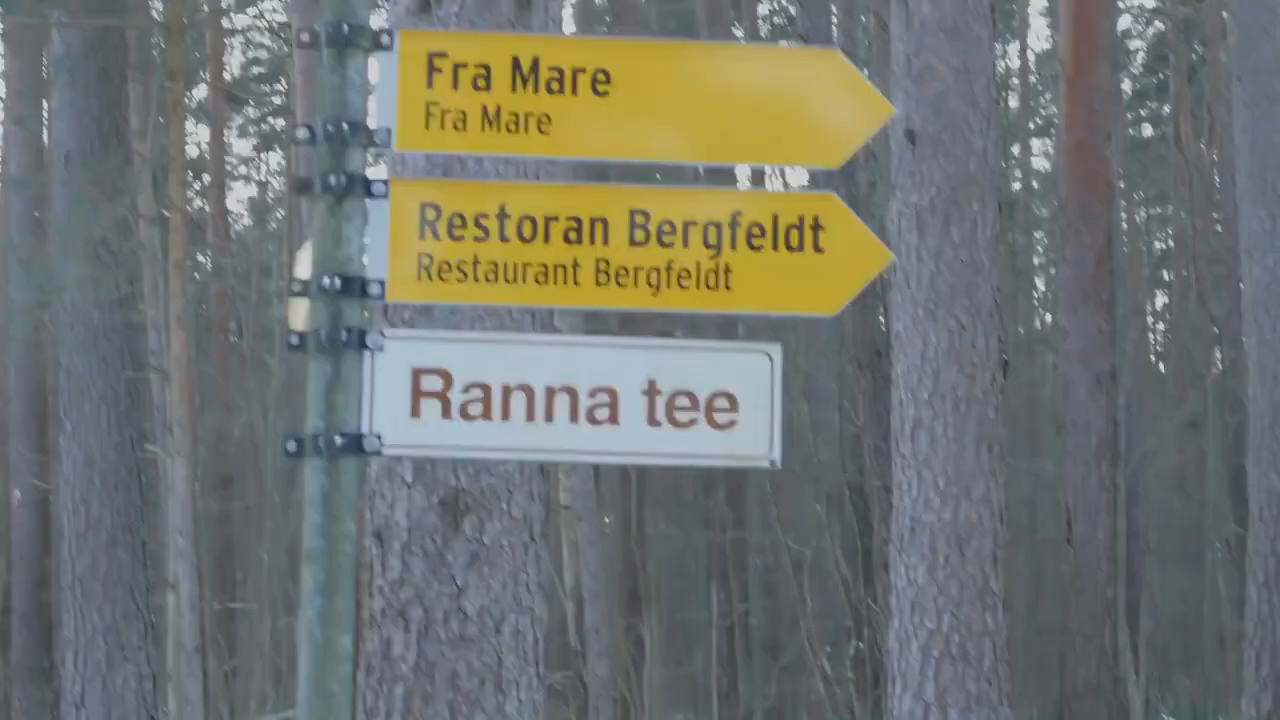 Fra Mare
Fra Mare
Restoran Bergfeldt
Restaurant Bergfeldt
Ranna tee